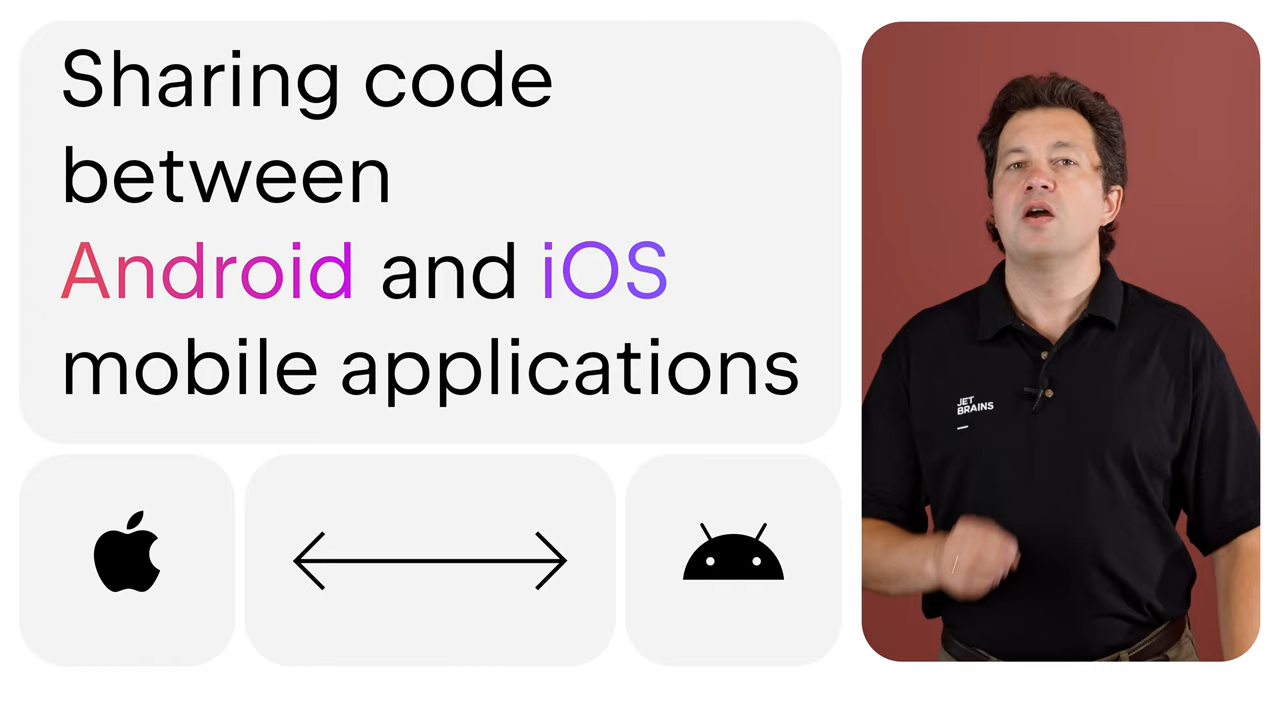 Sharing code
between
Android and iOS
mobile applications
JET
BRAINS